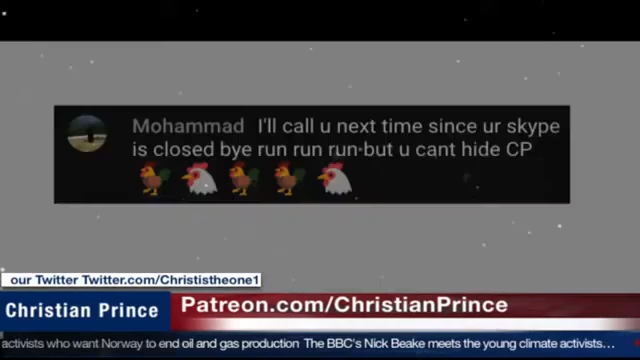 Mohammad I'll call u next time since ur skype
is closed bye run run run but u cant hide CP
🐓🐔🐓🐓🐔
our Twitter Twitter.com/Christistheone1
Christian Prince
Patreon.com/ChristianPrince
activists who want Norway to end oil and gas production The BBC's Nick Beake meets the young climate activists...